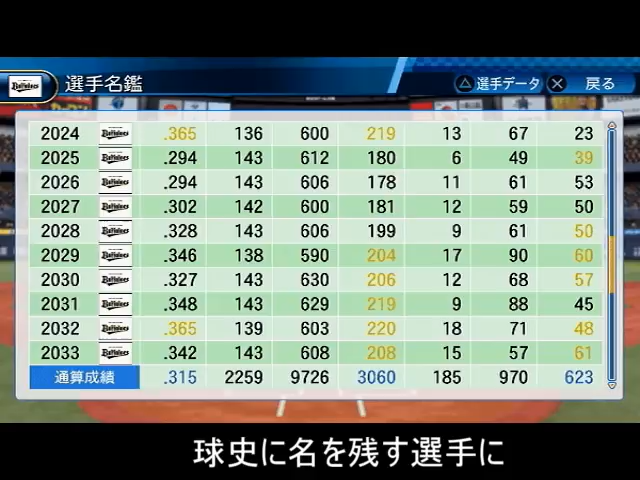 Buffaloes 選手名鑑 △ 選手データ × 戻る
2024 Buffaloes .365 136 600 219 13 67 23
2025 Buffaloes .294 143 612 180 6 49 39
2026 Buffaloes .294 143 606 178 11 61 53
2027 Buffaloes .302 142 600 181 12 59 50
2028 Buffaloes .328 143 606 199 9 61 50
2029 Buffaloes .346 138 590 204 17 90 60
2030 Buffaloes .327 143 630 206 12 68 57
2031 Buffaloes .348 143 629 219 9 88 45
2032 Buffaloes .365 139 603 220 18 71 48
2033 Buffaloes .342 143 608 208 15 57 61
通算成績 .315 2259 9726 3060 185 970 623
球史に名を残す選手に